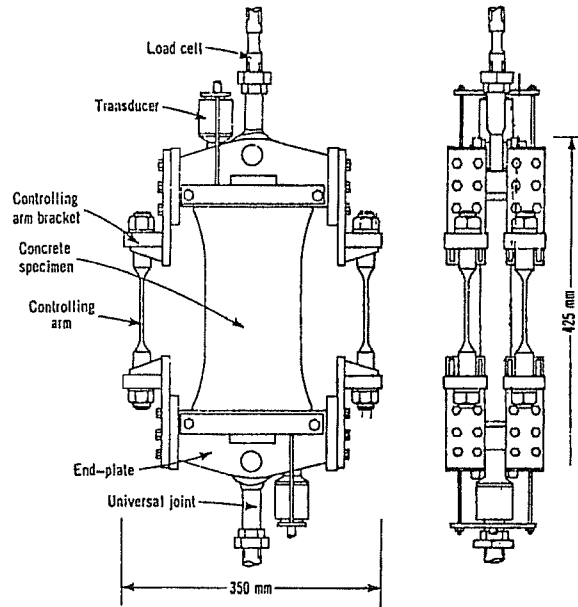 Load cell
Transducer
Controlling
arm bracket
Concrete
specimen
Controlling
arm
End-plate
Universal joint
350 mm
425 mm